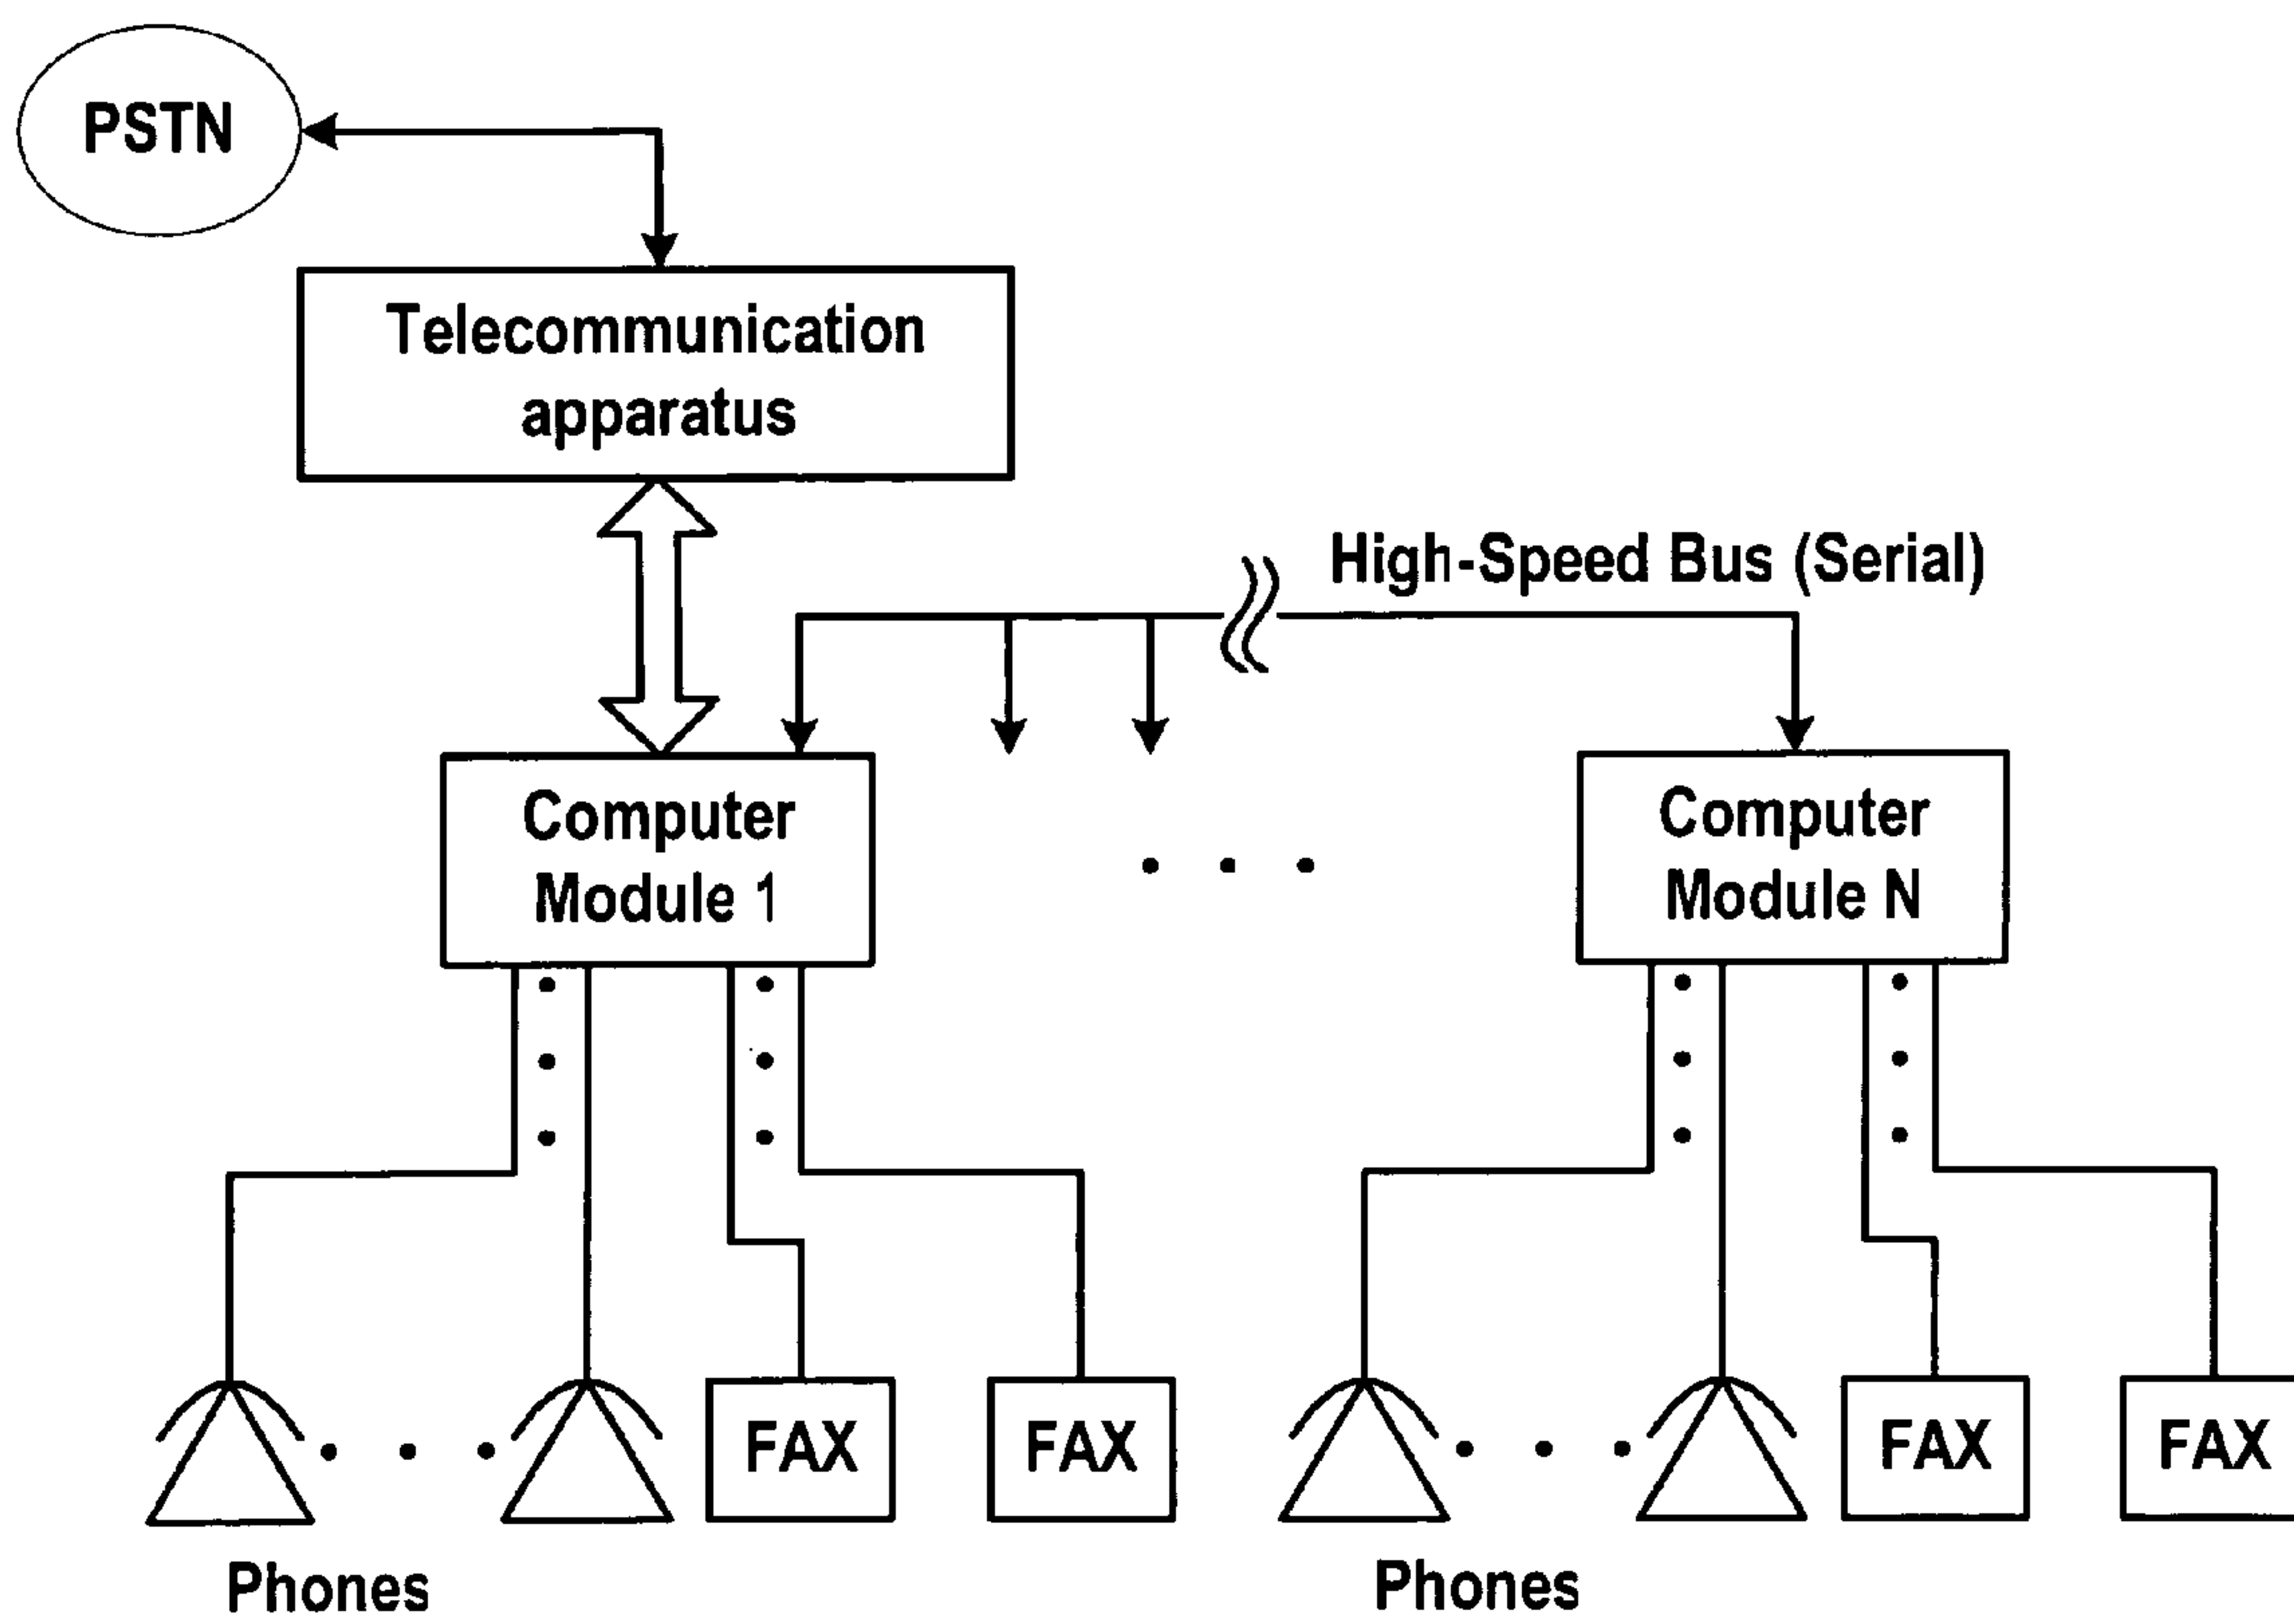 PSTN
Telecommunication
apparatus
High-Speed Bus (Serial)
Computer
Module 1
Computer
Module N
FAX
FAX
FAX
FAX
Phones
Phones